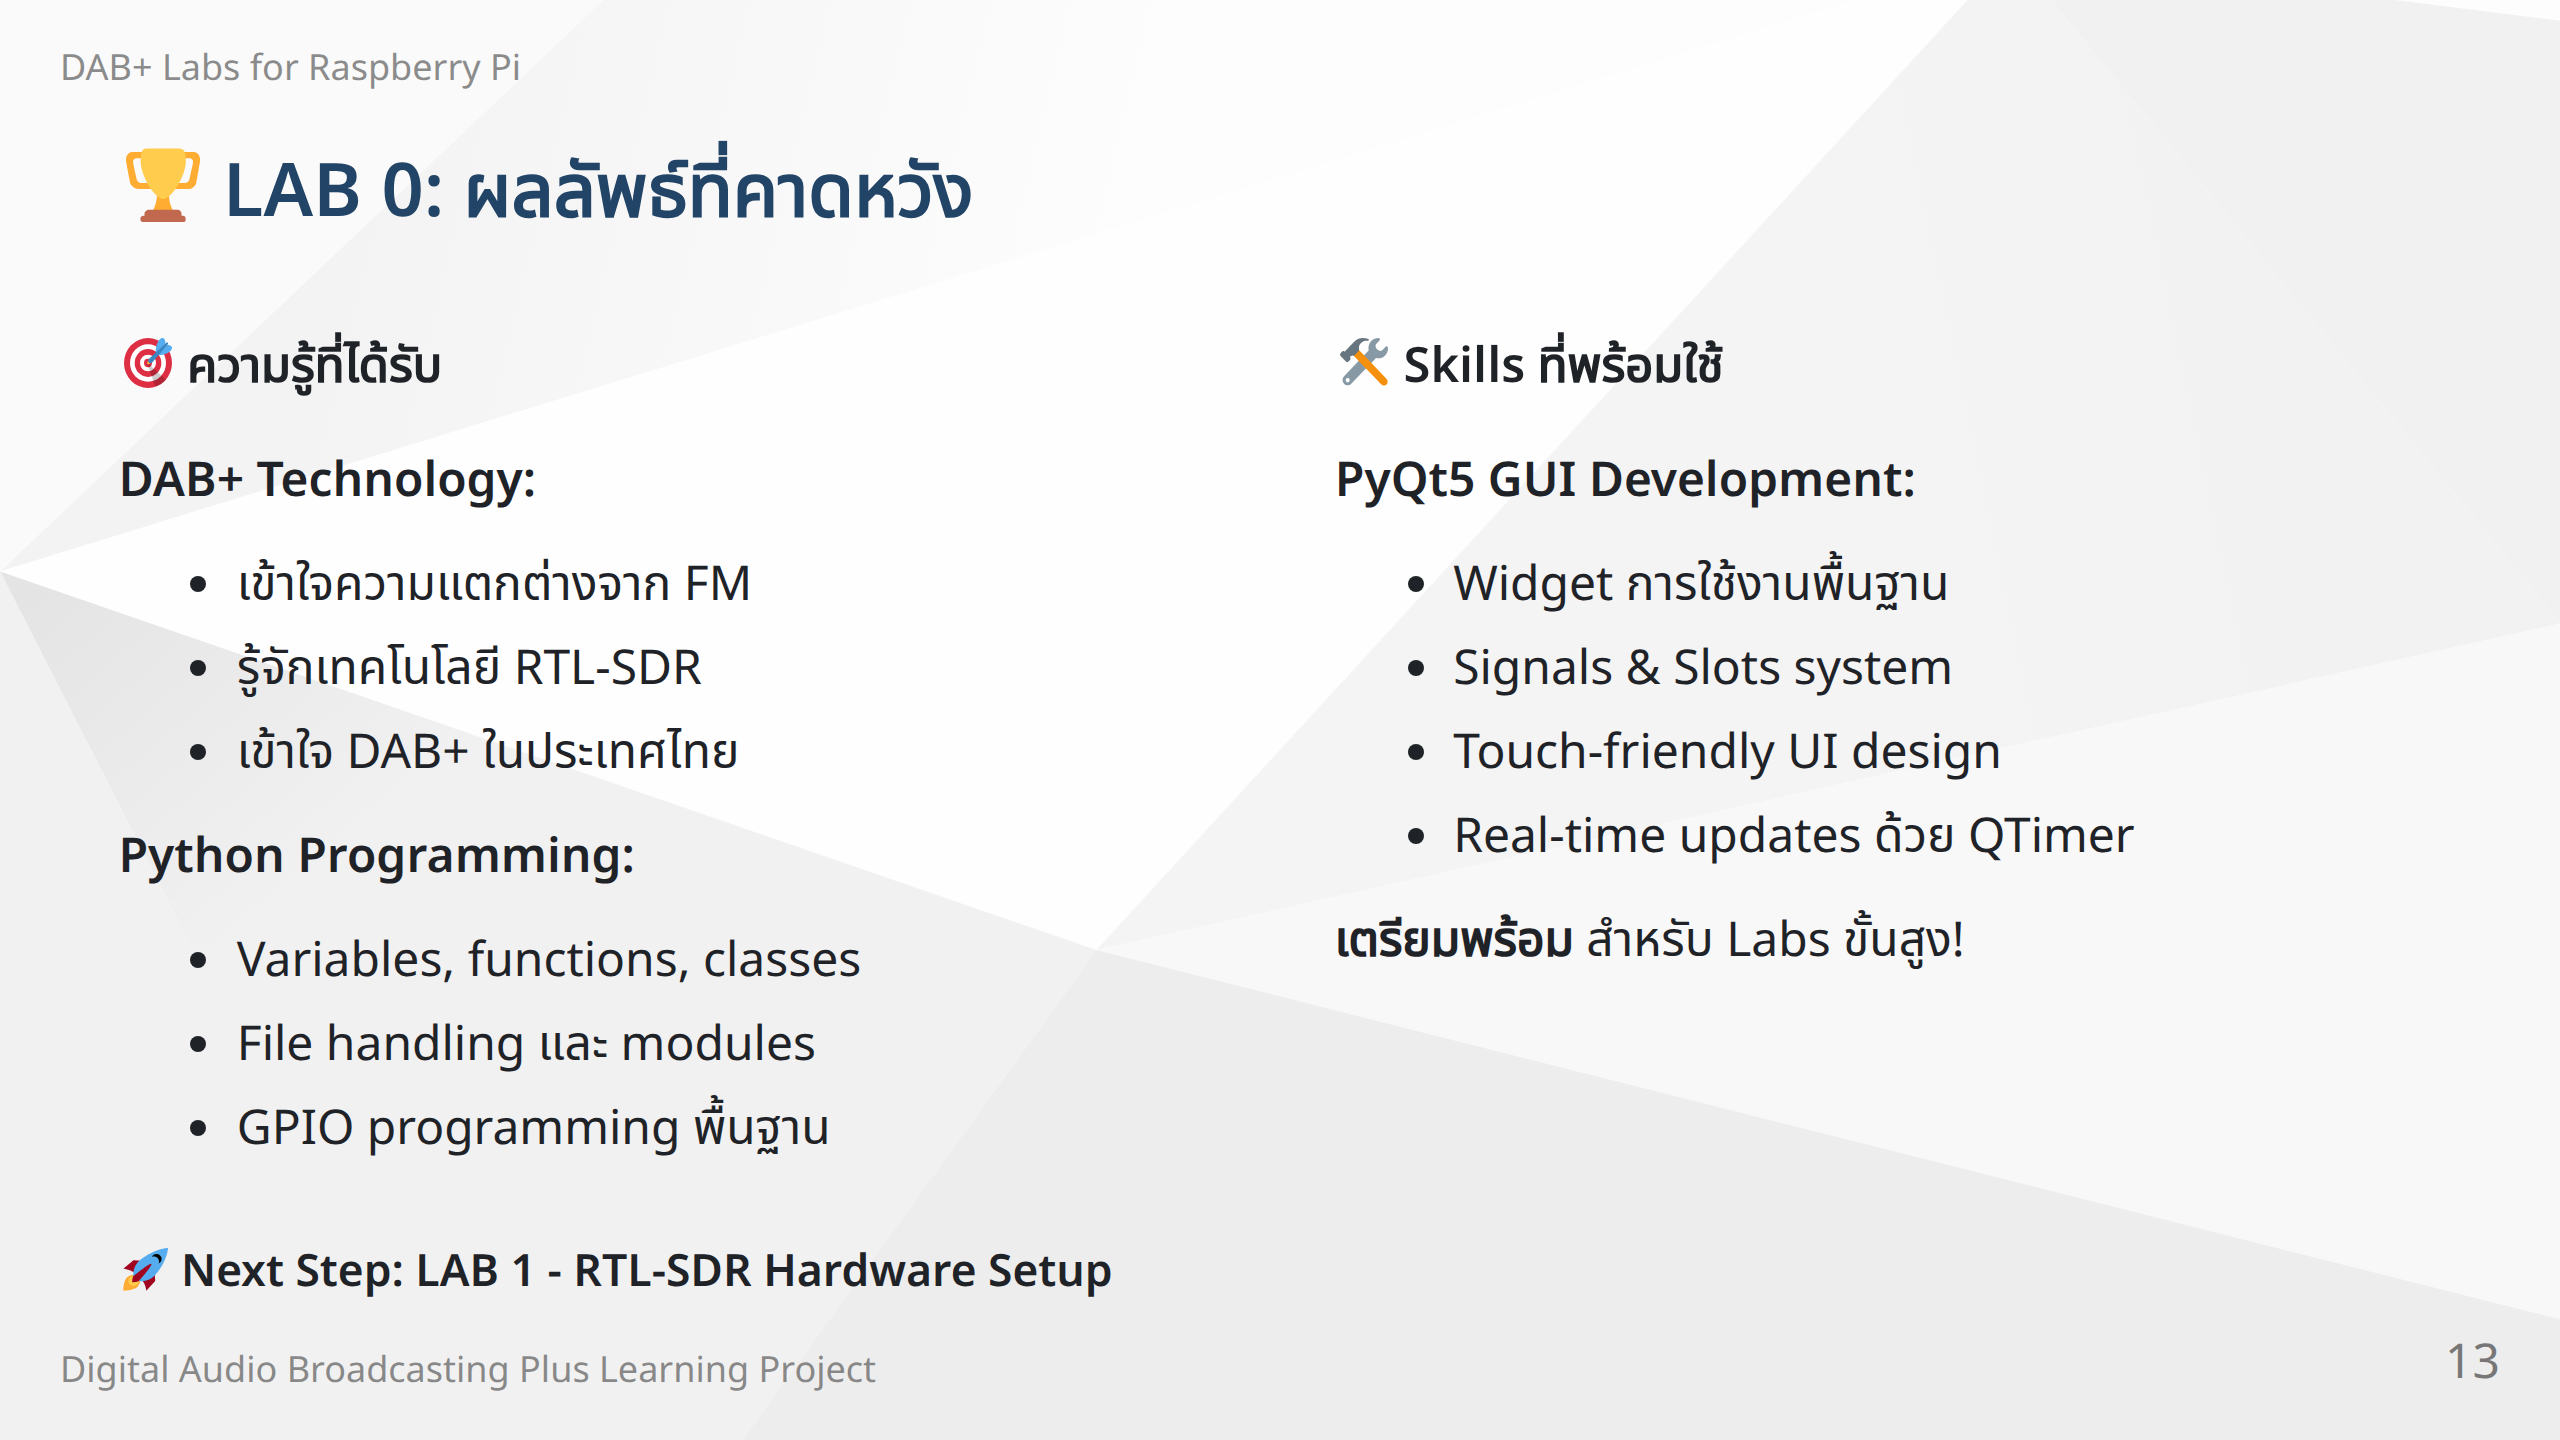 DAB+ Labs for Raspberry Pi
🏆 LAB 0: ผลลัพธ์ที่คาดหวัง
🎯 ความรู้ที่ได้รับ
DAB+ Technology:
• เข้าใจความแตกต่างจาก FM
• รู้จักเทคโนโลยี RTL-SDR
• เข้าใจ DAB+ ในประเทศไทย
Python Programming:
• Variables, functions, classes
• File handling และ modules
• GPIO programming พื้นฐาน
🛠️ Skills ที่พร้อมใช้
PyQt5 GUI Development:
• Widget การใช้งานพื้นฐาน
• Signals & Slots system
• Touch-friendly UI design
• Real-time updates ด้วย QTimer
เตรียมพร้อม สำหรับ Labs ขั้นสูง!
🚀 Next Step: LAB 1 - RTL-SDR Hardware Setup
Digital Audio Broadcasting Plus Learning Project
13